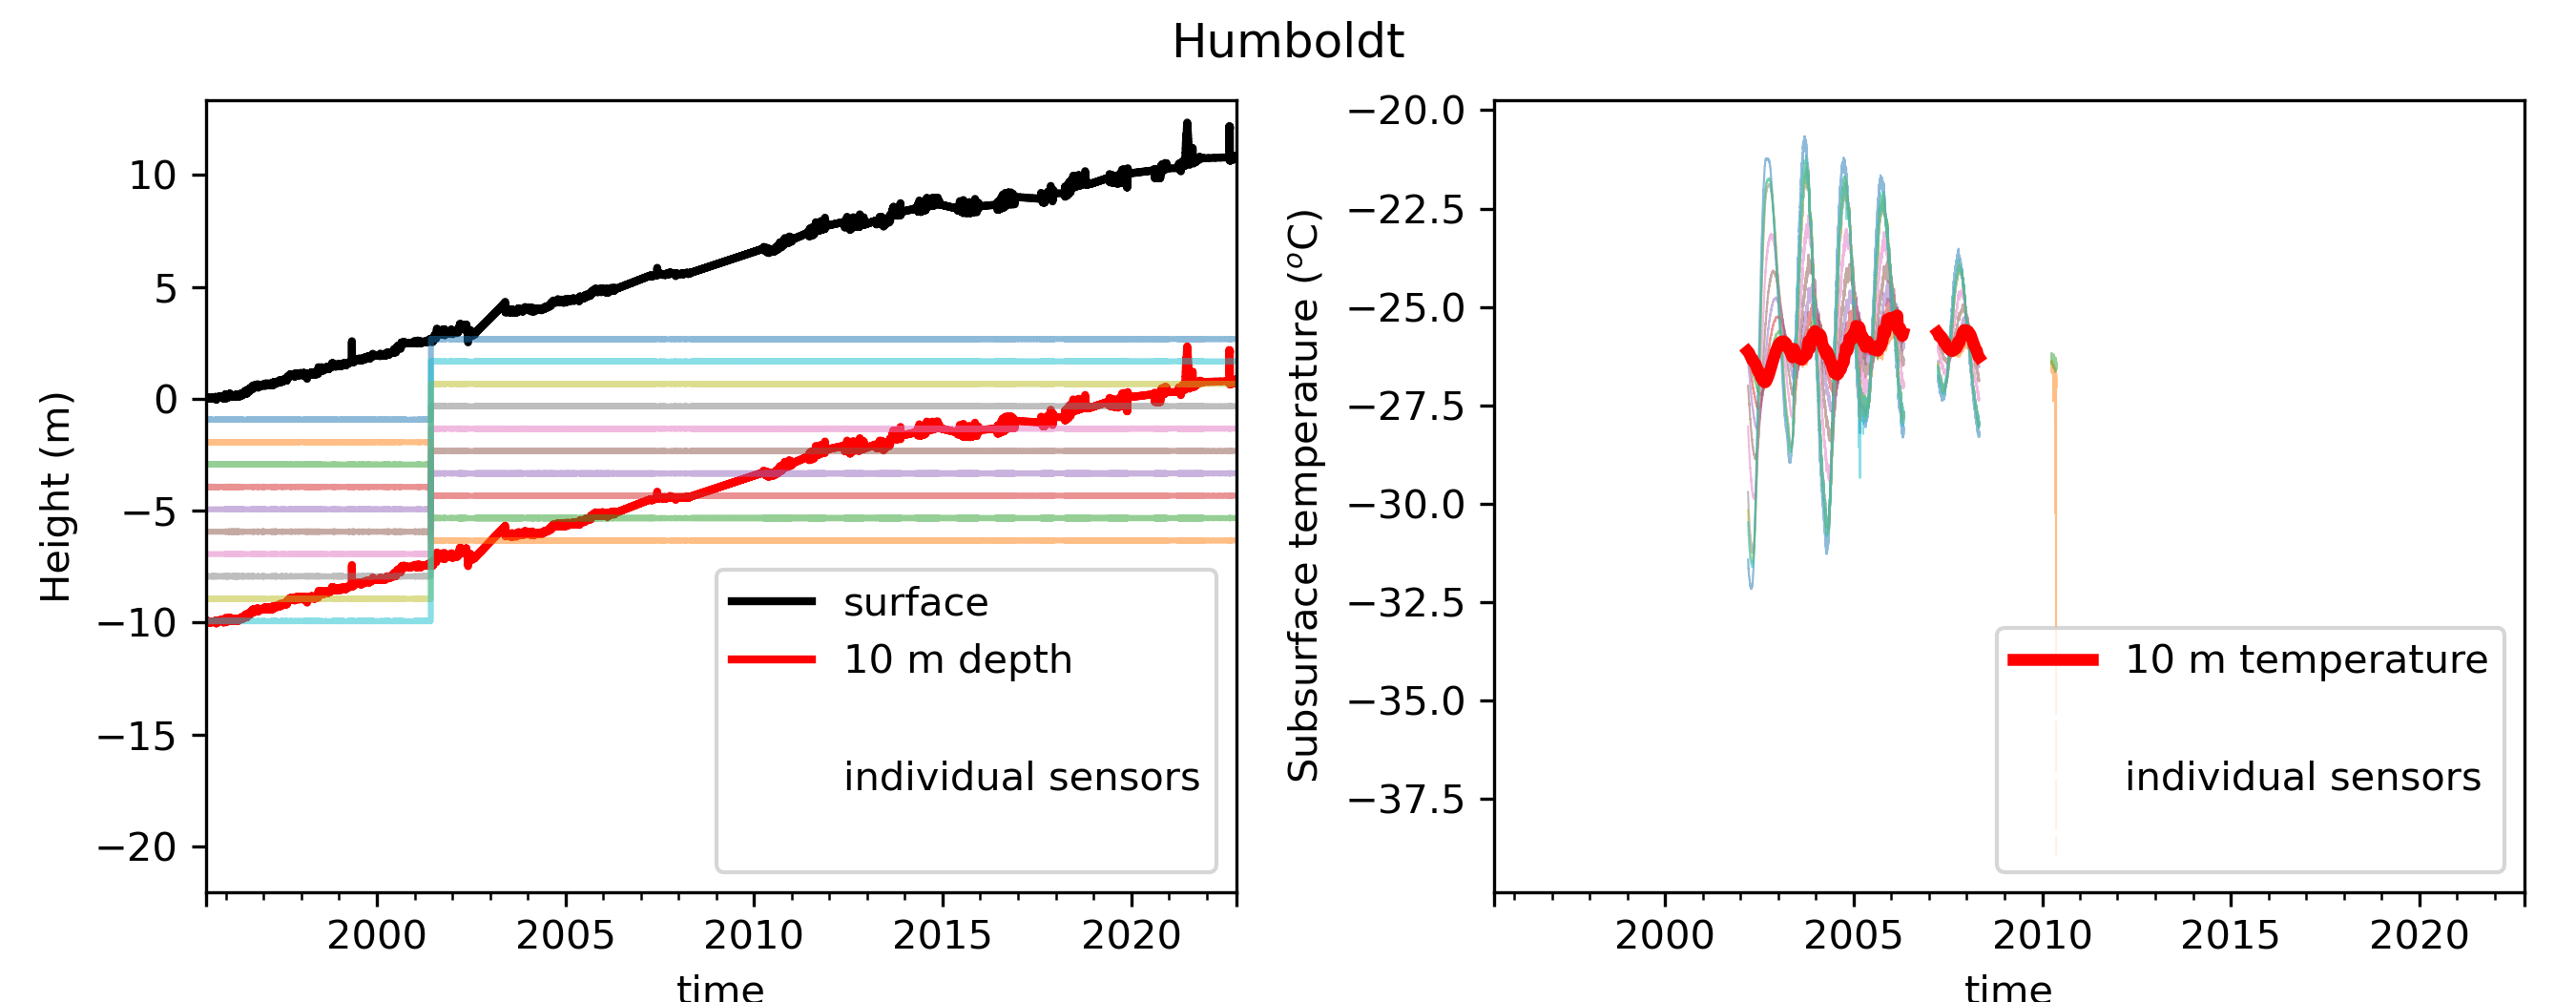 Humboldt
Height (m)
10
5
0
−5
−10
−15
−20
surface
10 m depth
individual sensors
2000 2005 2010 2015 2020
time
Subsurface temperature (°C)
−20.0
−22.5
−25.0
−27.5
−30.0
−32.5
−35.0
−37.5
10 m temperature
individual sensors
2000 2005 2010 2015 2020
time